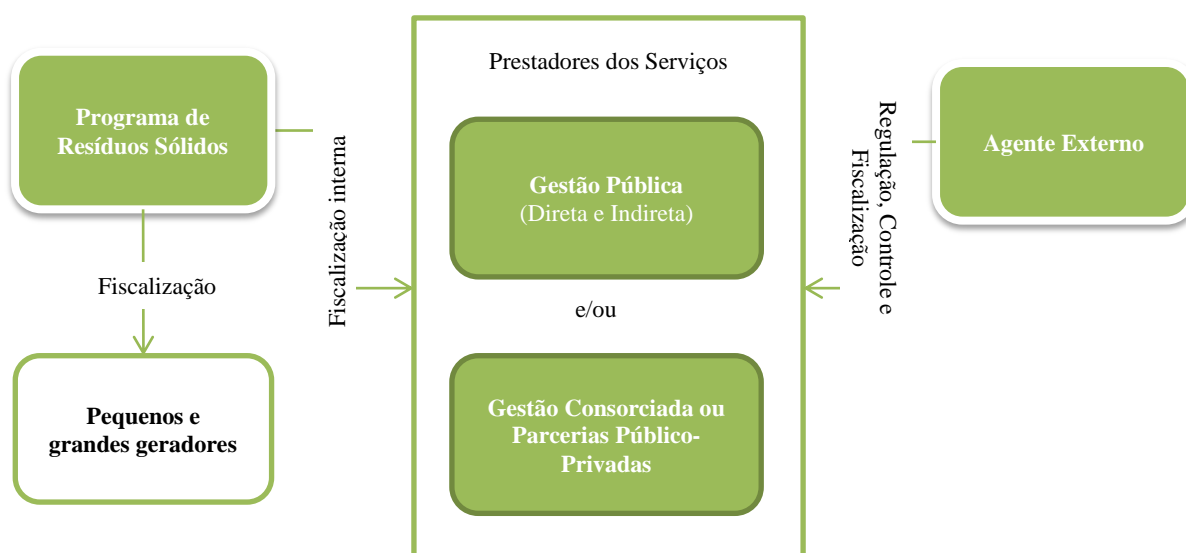 Programa de
Resíduos Sólidos
Fiscalização
Pequenos e
grandes geradores
Fiscalização interna
Prestadores dos Serviços
Gestão Pública
(Direta e Indireta)
e/ou
Gestão Consorciada ou
Parcerias Público-
Privadas
Regulação, Controle e
Fiscalização
Agente Externo